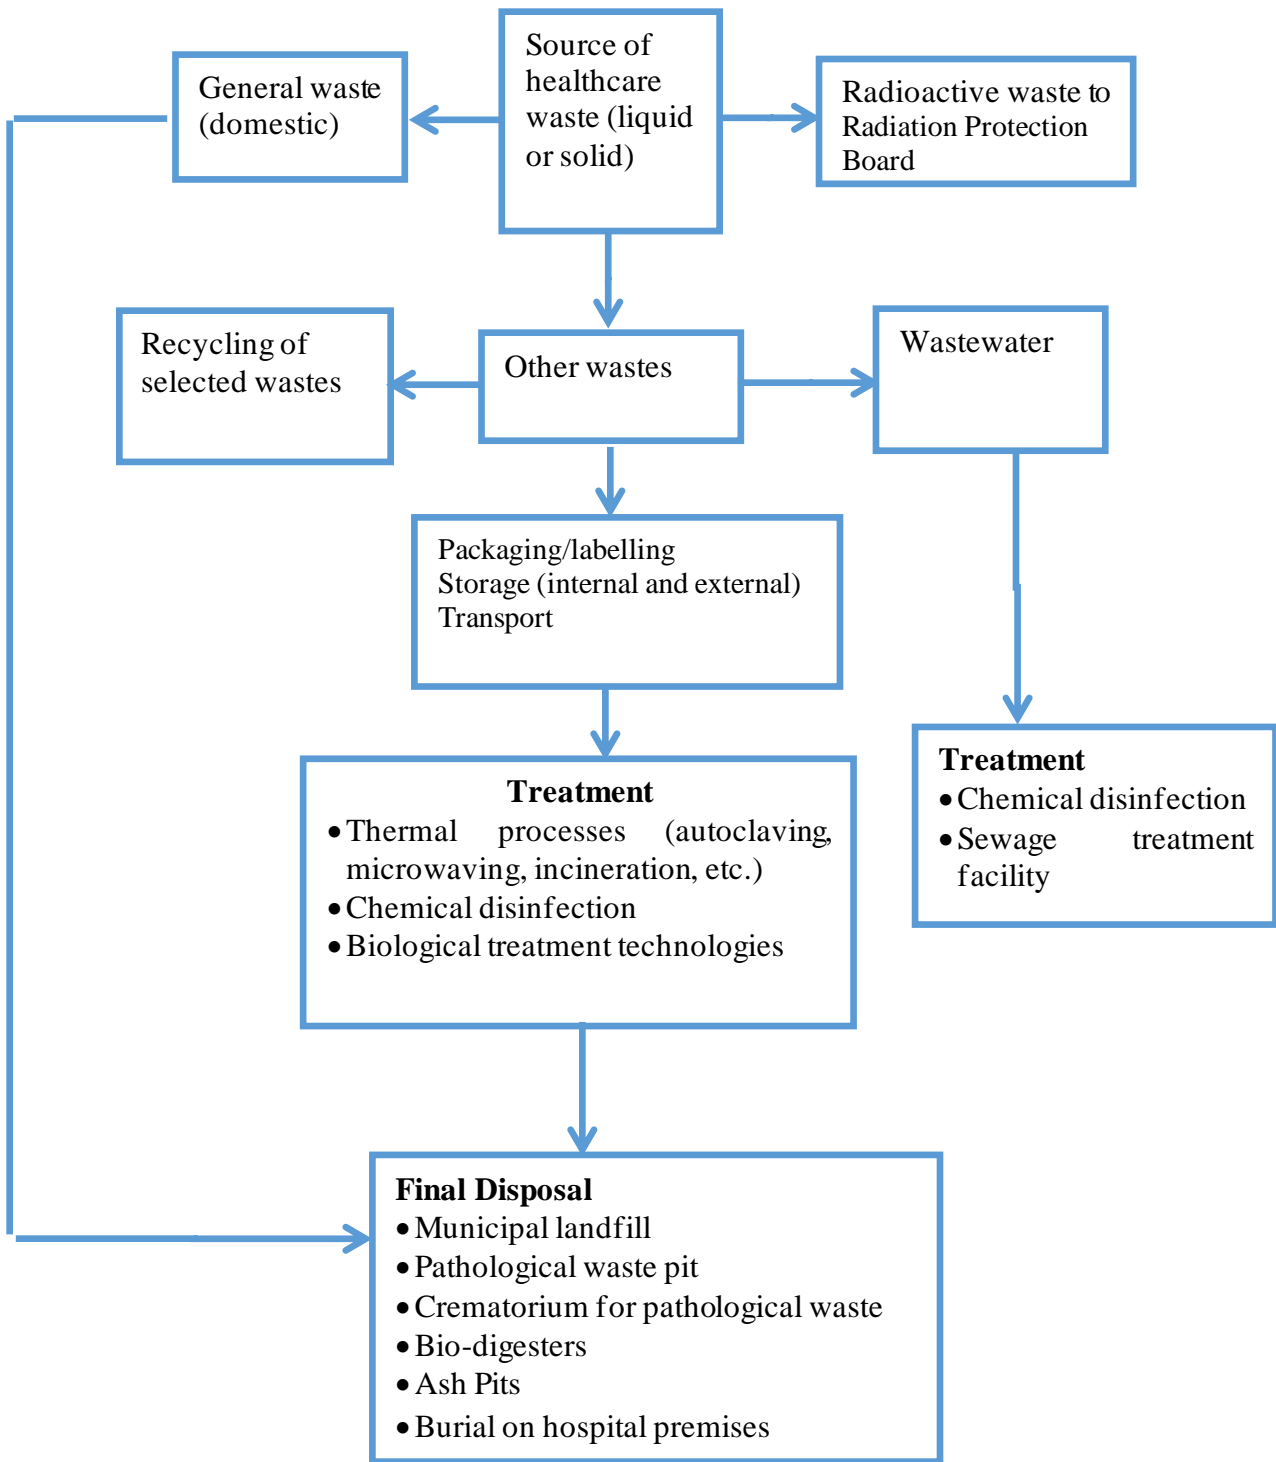 General waste
(domestic)
Source of
healthcare
waste (liquid
or solid)
Radioactive waste to
Radiation Protection
Board
Recycling of
selected wastes
Other wastes
Wastewater
Packaging/labelling
Storage (internal and external)
Transport
Treatment
•Thermal processes (autoclaving,
microwaving, incineration, etc.)
•Chemical disinfection
•Biological treatment technologies
Treatment
•Chemical disinfection
•Sewage treatment
facility
Final Disposal
•Municipal landfill
•Pathological waste pit
•Crematorium for pathological waste
•Bio-digesters
•Ash Pits
•Burial on hospital premises